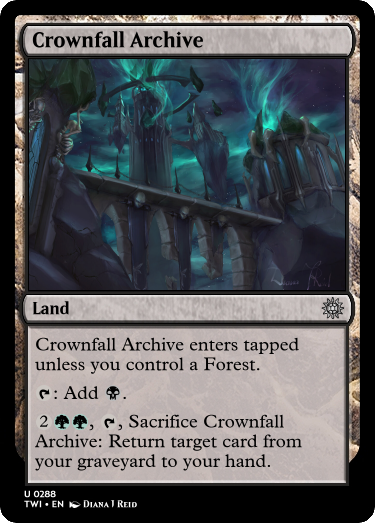 Crownfall Archive
Land
Crownfall Archive enters tapped
unless you control a Forest.
: Add .
2 , , Sacrifice Crownfall
Archive: Return target card from
your graveyard to your hand.
U 0288
TWI • EN Diana J Reid